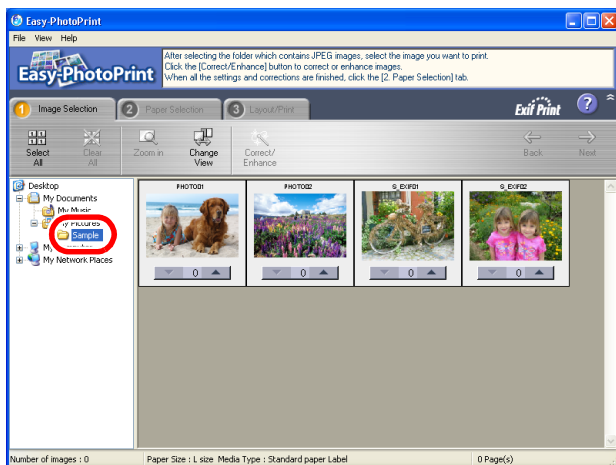 Easy-PhotoPrint
File View Help
Easy-PhotoPrint
After selecting the folder which contains JPEG images, select the image you want to print.
Click the [Correct/Enhance] button to correct or enhance images.
When all the settings and corrections are finished, click the [2. Paper Selection] tab.
1 Image Selection
2 Paper Selection
3 Layout/Print
Exif Print
?
Select All
Clear All
Zoom in
Change View
Correct/Enhance
Back
Next
Desktop
My Documents
My Music
My Pictures
Sample
My
My Network Places
PHOTO01
PHOTO02
S_EXIF01
S_EXIF02
0
0
0
0
Number of images : 0
Paper Size : L size Media Type : Standard paper Label
0 Page(s)